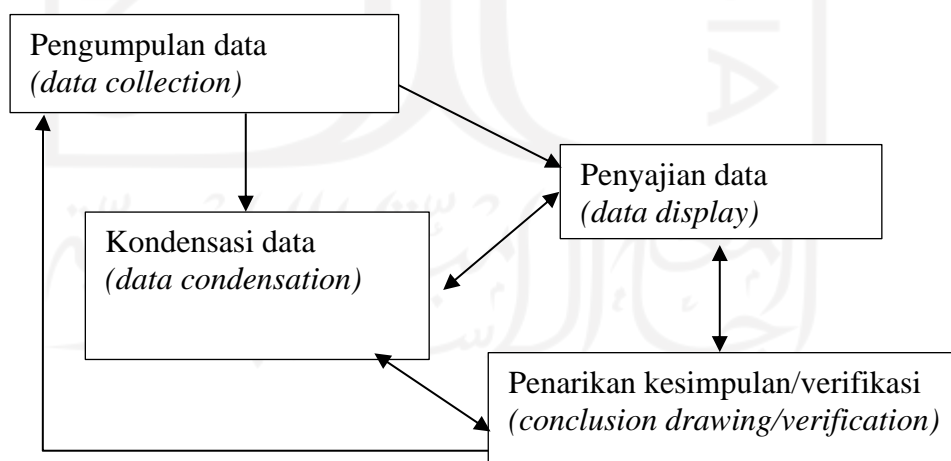 Pengumpulan data
(data collection)
Penyajian data
(data display)
Kondensasi data
(data condensation)
Penarikan kesimpulan/verifikasi
(conclusion drawing/verification)